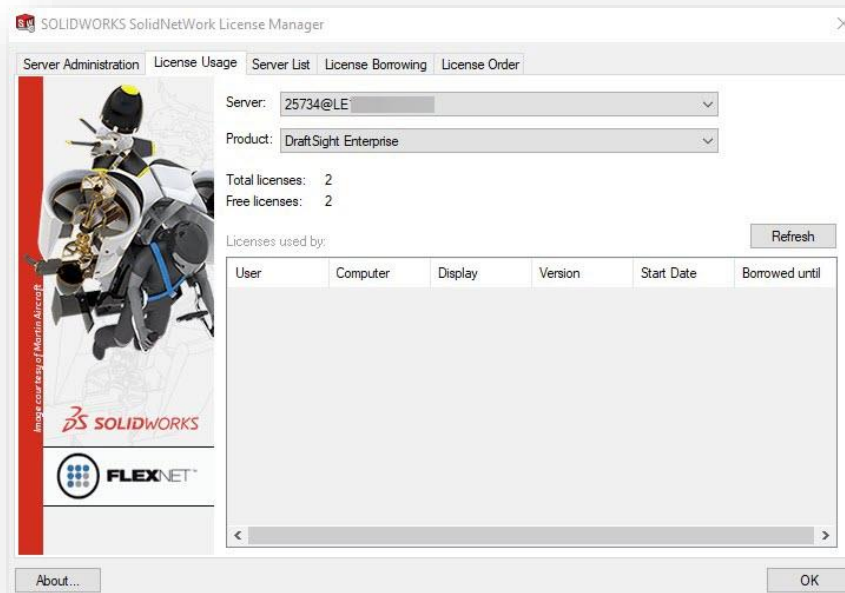 SOLIDWORKS SolidNetWork License Manager
Server Administration License Usage Server List License Borrowing License Order
Server: 25734@LE
Product: DraftSight Enterprise
Total licenses: 2
Free licenses: 2
Licenses used by:
Refresh
User Computer Display Version Start Date Borrowed until
Image courtesy of Martin Aircraft
SOLIDWORKS
FLEXNET
About...
OK